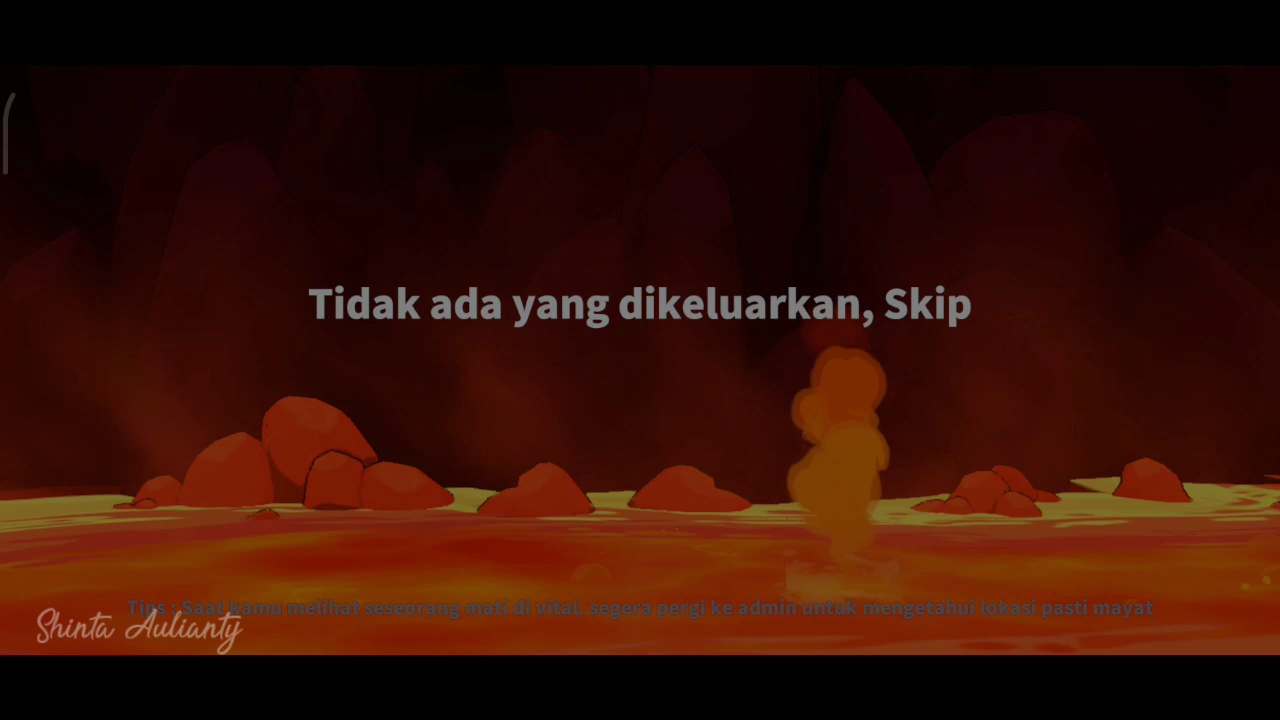 Tidak ada yang dikeluarkan, Skip
Tips : Saat kamu melihat seseorang mati di vital, segera pergi ke admin untuk mengetahui lokasi pasti mayat
Shinta Aulianty